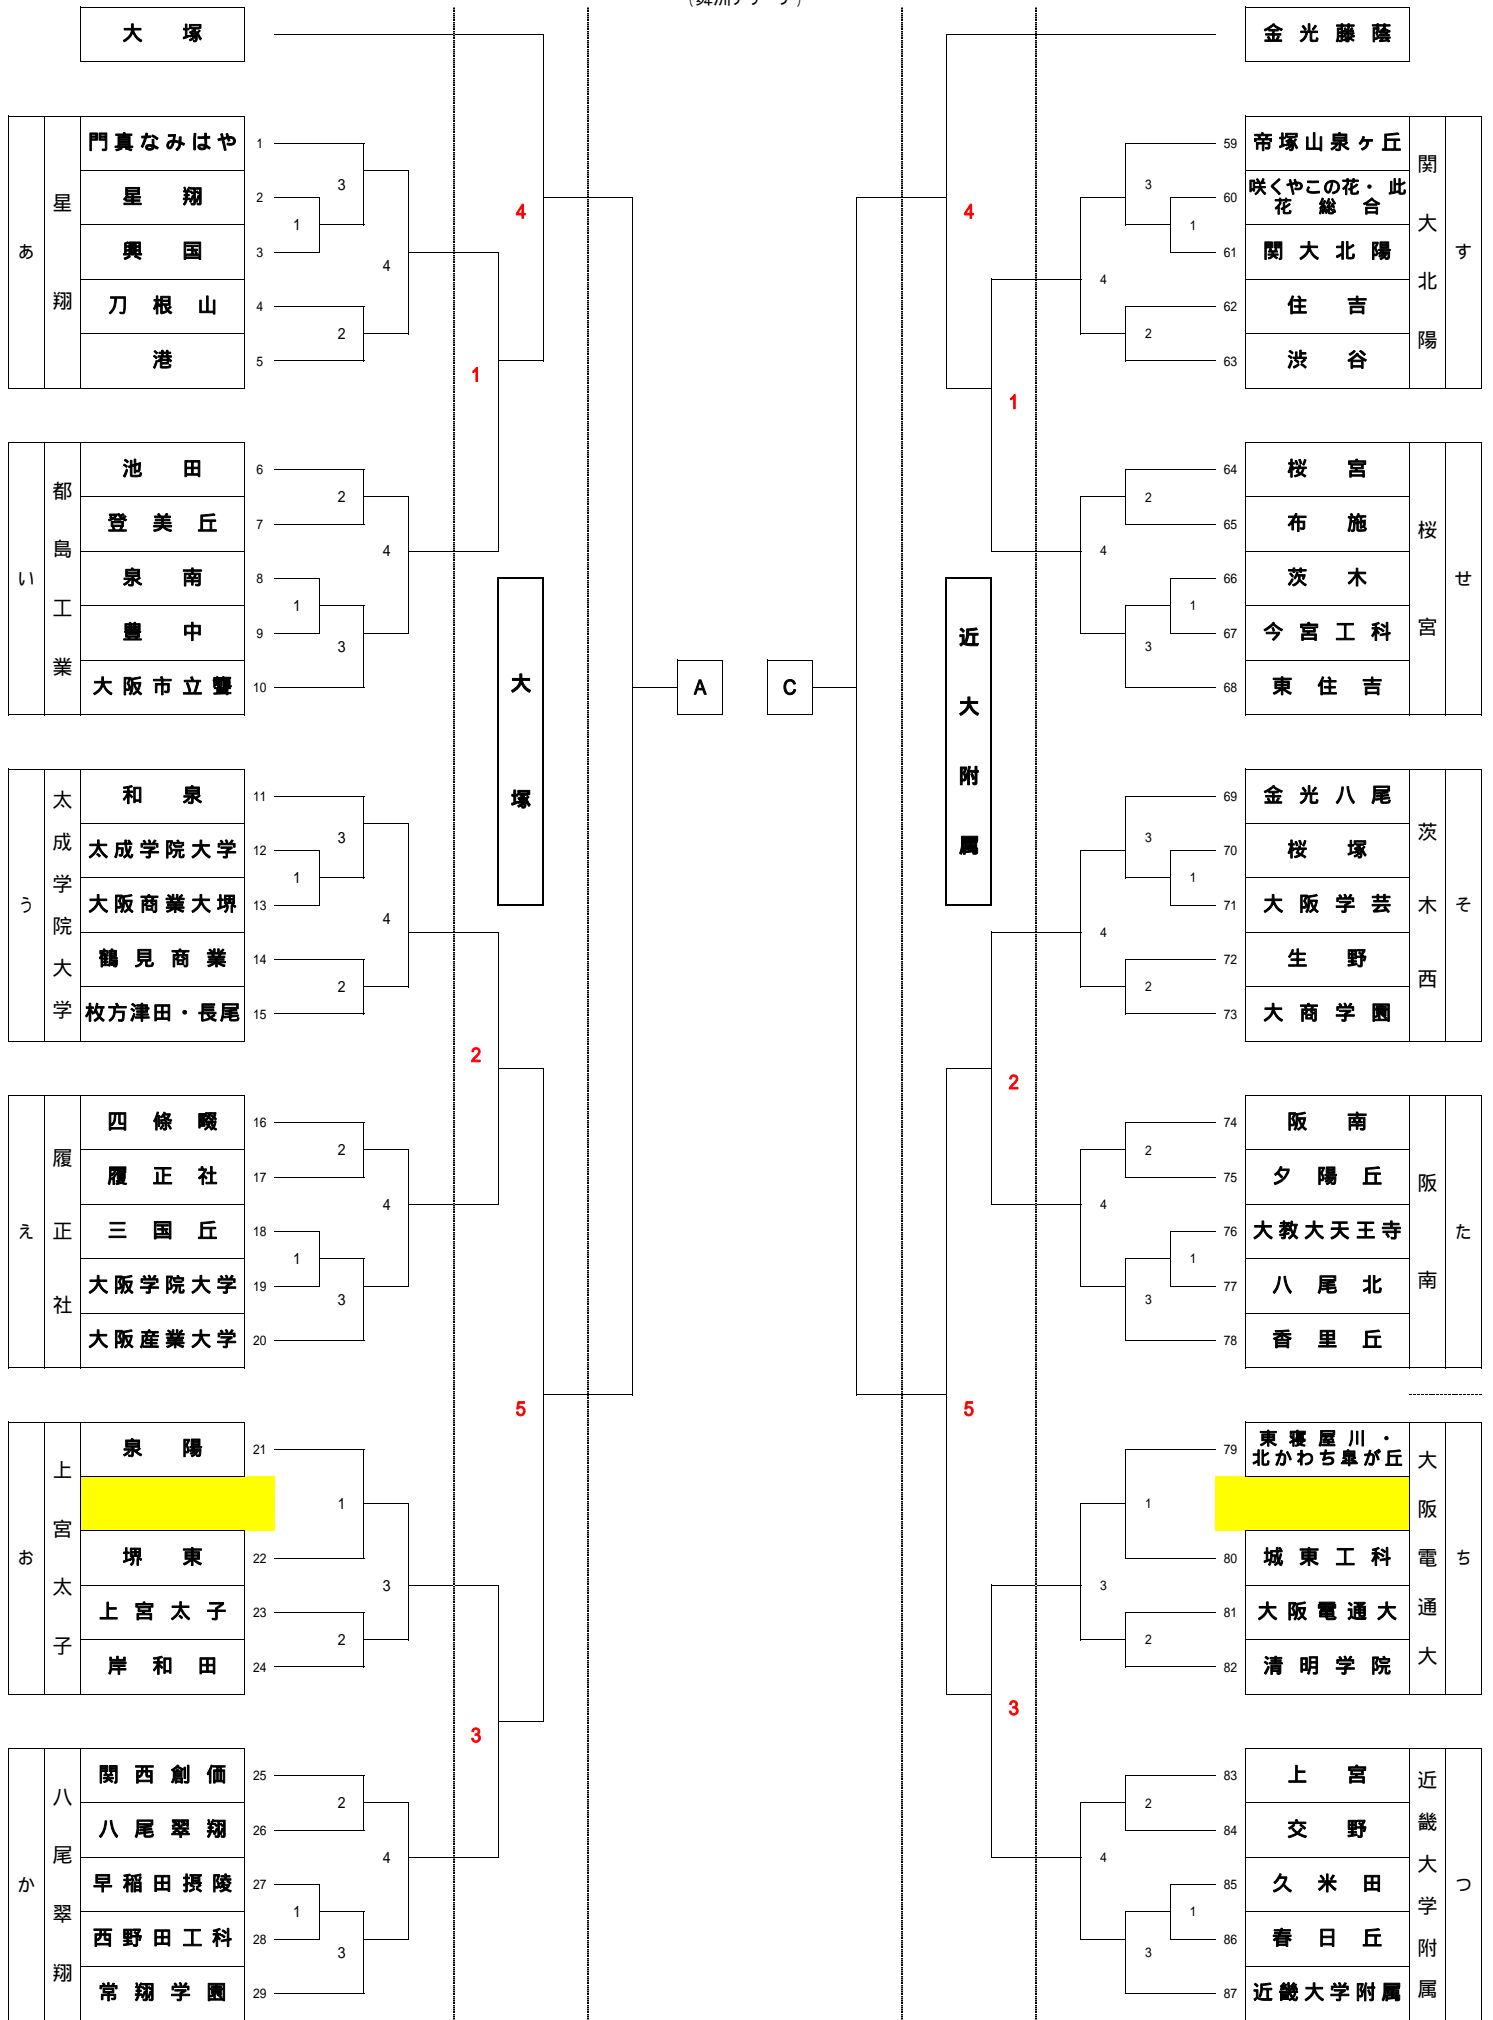 大塚
金光藤蔭
あ
星翔
門真なみはや 1
星翔 2
興国 3
刀根山 4
港 5
3
1
4
2
い
都島工業
池田 6
登美丘 7
泉南 8
豊中 9
大阪市立聾 10
2
4
1
3
う
太成学院大学
和泉 11
太成学院大学 12
大阪商業大堺 13
鶴見商業 14
枚方津田・長尾 15
3
1
4
2
え
履正社
四條畷 16
履正社 17
三国丘 18
大阪学院大学 19
大阪産業大学 20
2
4
1
3
お
上宮太子
泉陽 21
堺東 22
上宮太子 23
岸和田 24
1
3
2
か
八尾翠翔
関西創価 25
八尾翠翔 26
早稲田摂陵 27
西野田工科 28
常翔学園 29
2
4
1
3
4
1
2
5
3
大塚
A
C
近大附属
4
1
2
5
3
す
関大北陽
59 帝塚山泉ヶ丘
60 咲くやこの花・此
花総合
61 関大北陽
62 住吉
63 渋谷
3
1
4
2
せ
桜宮
64 桜宮
65 布施
66 茨木
67 今宮工科
68 東住吉
2
4
1
3
そ
茨木西
69 金光八尾
70 桜塚
71 大阪学芸
72 生野
73 大商学園
3
1
4
2
た
阪南
74 阪南
75 夕陽丘
76 大教大天王寺
77 八尾北
78 香里丘
2
4
1
3
ち
大阪電通大
79 東寝屋川・
北かわち皐が丘
80 城東工科
81 大阪電通大
82 清明学院
1
3
2
つ
近畿大学附属
83 上宮
84 交野
85 久米田
86 春日丘
87 近畿大学附属
2
4
1
3